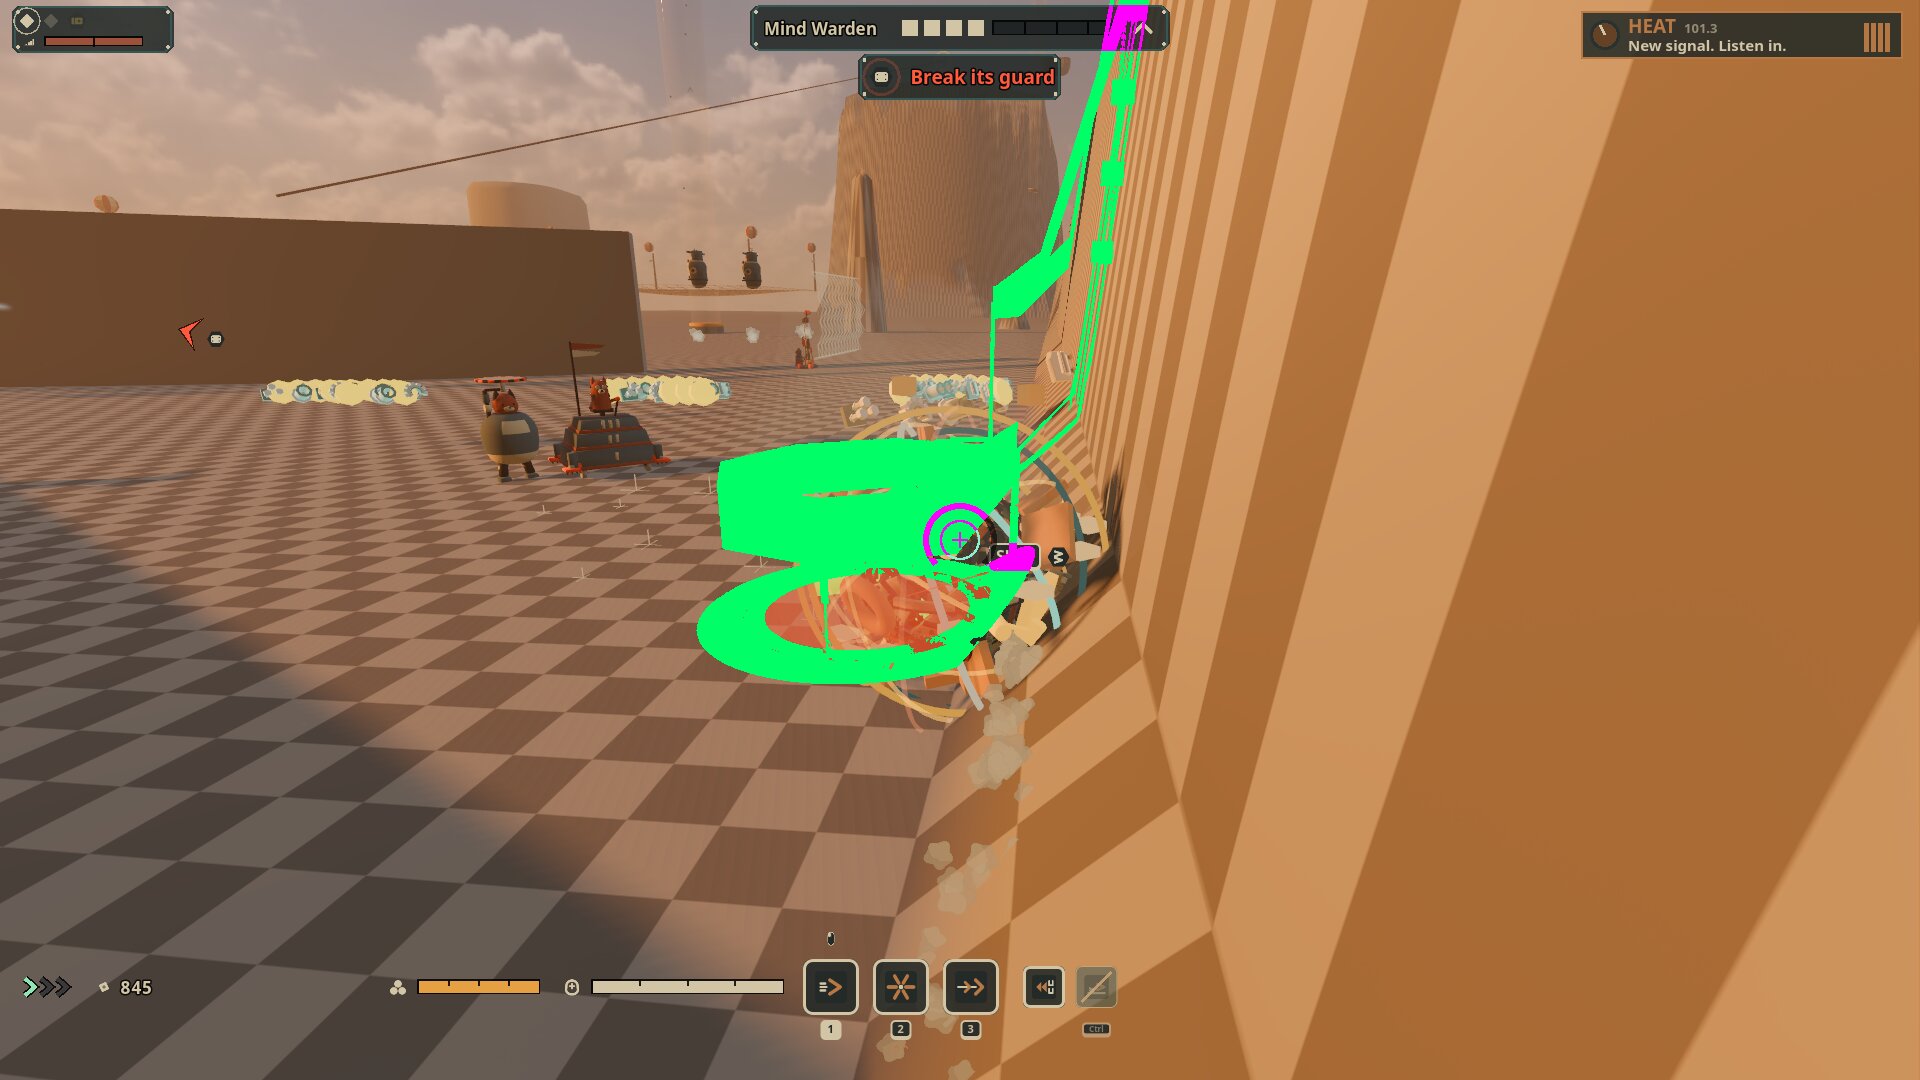 Mind Warden
Break its guard
HEAT 101.3
New signal. Listen in.
W
845
1
2
3
Ctrl